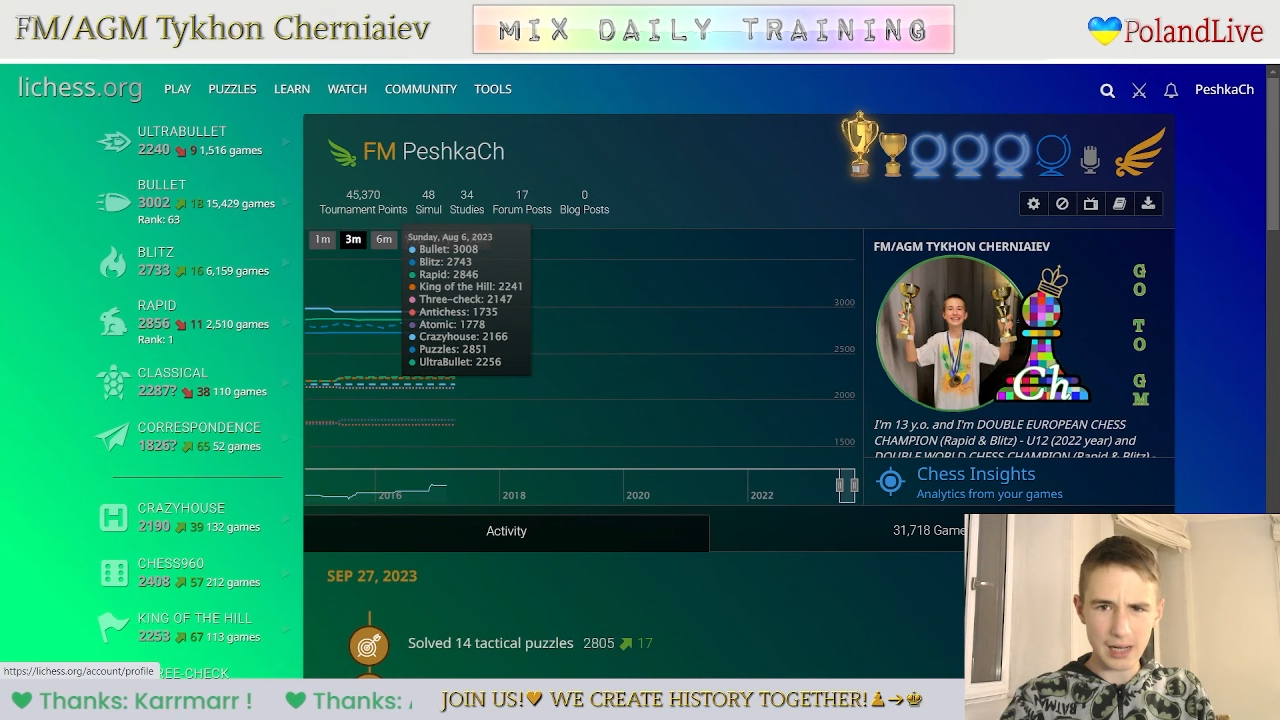 FM/AGM Tykhon Cherniaiev
MIX DAILY TRAINING
PolandLive
lichess.org PLAY PUZZLES LEARN WATCH COMMUNITY TOOLS PeshkaCh
ULTRABULLET
2240 9 1,516 games
BULLET
3002 18 15,429 games
Rank: 63
BLITZ
2733 16 6,159 games
RAPID
2856 11 2,510 games
Rank: 1
CLASSICAL
2287? 38 110 games
CORRESPONDENCE
1826? 65 52 games
CRAZYHOUSE
2190 39 132 games
CHESS960
2408 57 212 games
KING OF THE HILL
2253 67 113 games
REE-CHECK
FM PeshkaCh
45,370 48 34 17 0
Tournament Points Simul Studies Forum Posts Blog Posts
1m 3m 6m
Sunday, Aug 6, 2023
Bullet: 3008
Blitz: 2743
Rapid: 2846
King of the Hill: 2241
Three-check: 2147
Antichess: 1735
Atomic: 1778
Crazyhouse: 2166
Puzzles: 2851
UltraBullet: 2256
3000
2500
2000
1500
2016 2018 2020 2022
FM/AGM TYKHON CHERNIAIEV
GO TO GM
Ch
I'm 13 y.o. and I'm DOUBLE EUROPEAN CHESS
CHAMPION (Rapid & Blitz) - U12 (2022 year) and
DOUBLE WORLD CHESS CHAMPION (Rapid & Blitz) -
Chess Insights
Analytics from your games
Activity
31,718 Game
SEP 27, 2023
Solved 14 tactical puzzles 2805 17
https://lichess.org/account/profile
BATMAN
Thanks: Karrmarr ! Thanks:
JOIN US! WE CREATE HISTORY TOGETHER!